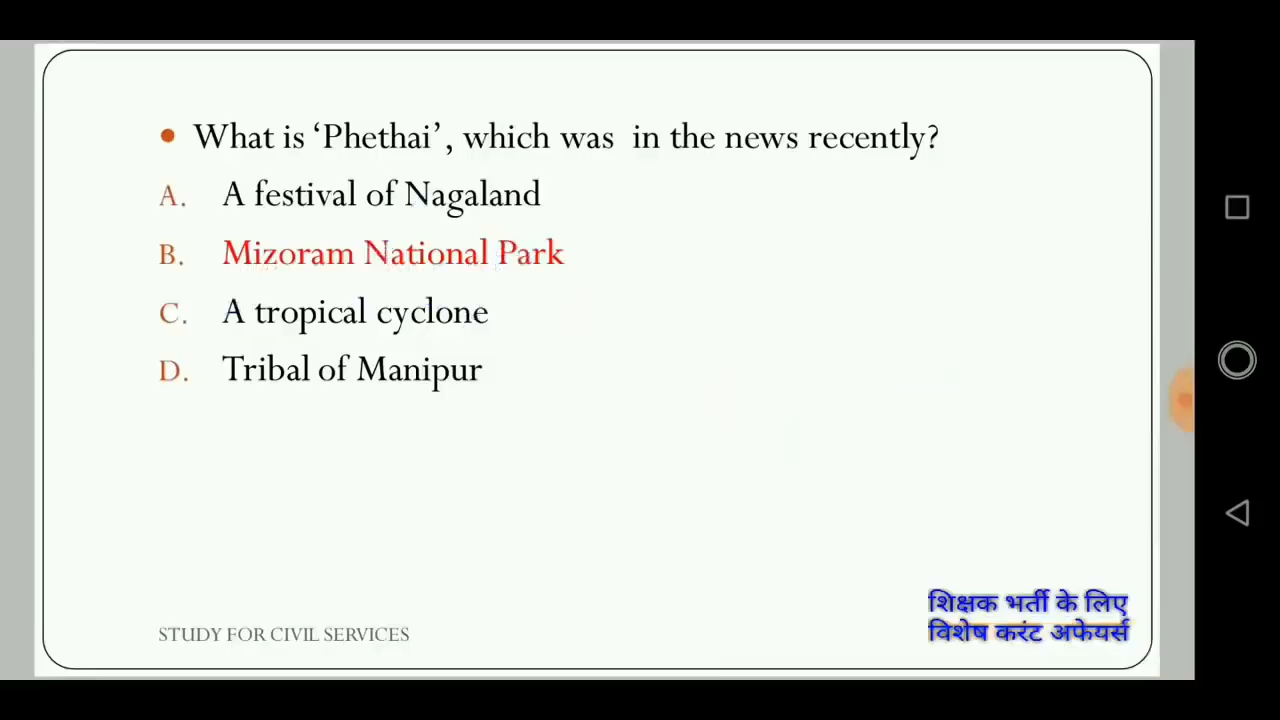 • What is ‘Phethai’, which was in the news recently?
A. A festival of Nagaland
B. Mizoram National Park
C. A tropical cyclone
D. Tribal of Manipur
STUDY FOR CIVIL SERVICES
शिक्षक भर्ती के लिए
विशेष करंट अफेयर्स